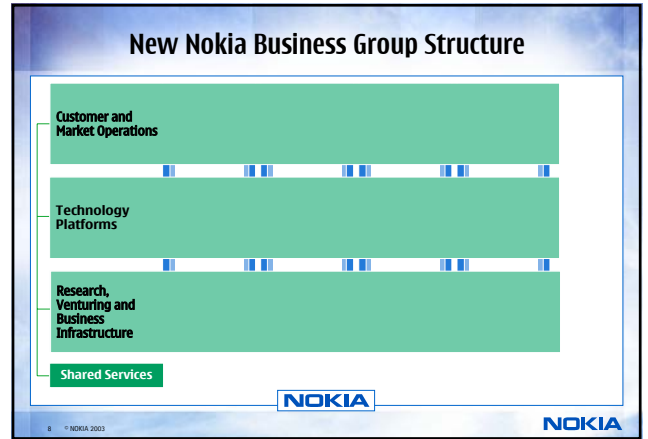 New Nokia Business Group Structure
Customer and
Market Operations
Technology
Platforms
Research,
Venturing and
Business
Infrastructure
Shared Services
NOKIA
8 © NOKIA 2003
NOKIA